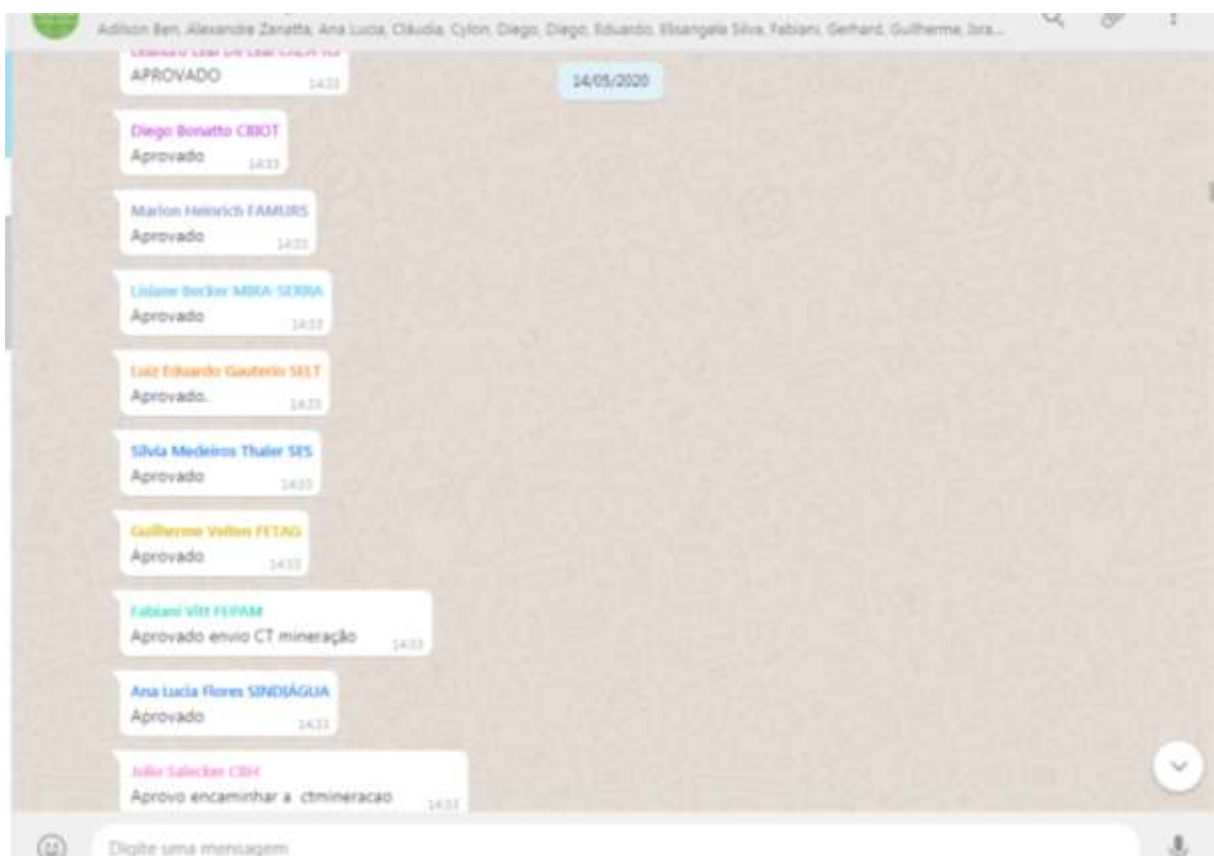 Adilson Ben, Alexandre Zanatta, Ana Lucia, Cláudia, Cylon, Diego, Diego, Eduardo, Elisangela Silva, Fabiani, Gerhard, Guilherme, Isra...
APROVADO
14:33
14/05/2020
Diego Bonatto CBIOT
Aprovado
14:33
Marion Heinrich FAMURS
Aprovado
14:33
Lisiane Becker MIRA-SERRA
Aprovado
14:33
Luiz Eduardo Gauterio SELT
Aprovado.
14:33
Sílvia Medeiros Thaler SES
Aprovado
14:33
Guilherme Velten FETAG
Aprovado
14:33
Fabiani Vitt FEPAM
Aprovado envio CT mineração
14:33
Ana Lucia Flores SINDIÁGUA
Aprovado
14:33
Júlio Salecker CBH
Aprovo encaminhar a ctmineracao
14:33
Digite uma mensagem